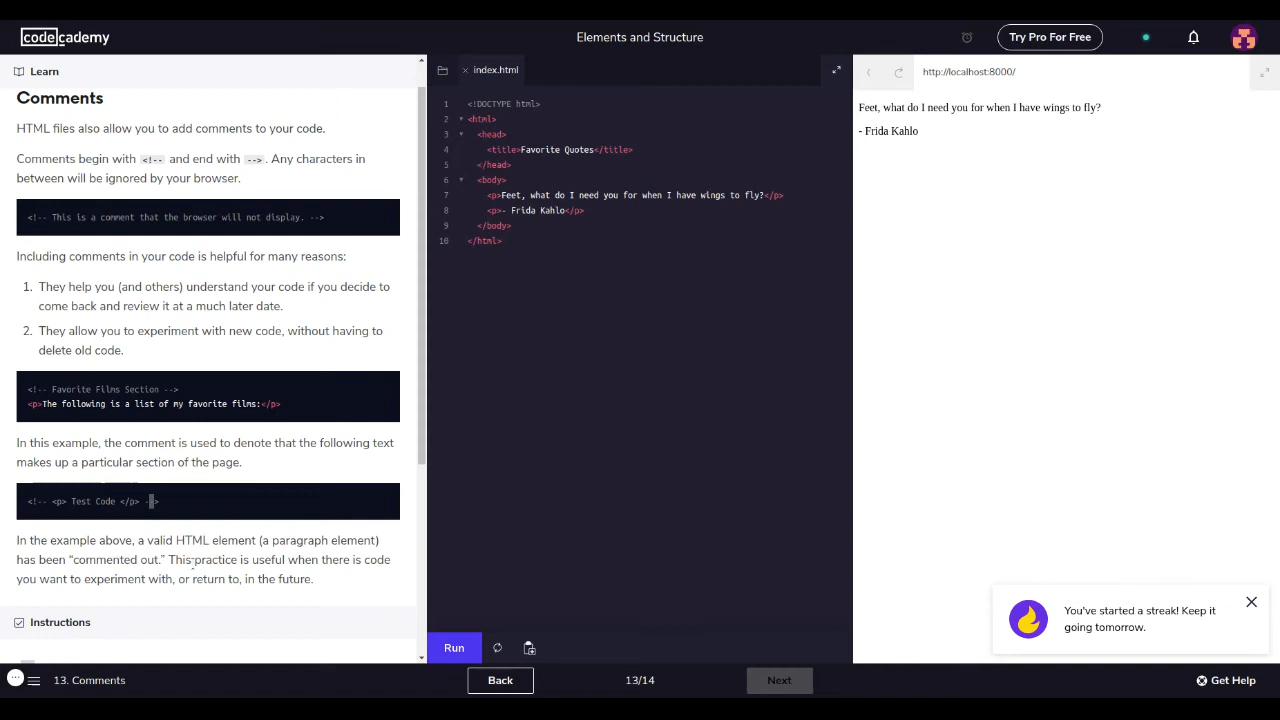 codecademy
Elements and Structure
Try Pro For Free
Learn
Comments
HTML files also allow you to add comments to your code.
Comments begin with <!-- and end with -->. Any characters in
between will be ignored by your browser.
<!-- This is a comment that the browser will not display. -->
Including comments in your code is helpful for many reasons:
1. They help you (and others) understand your code if you decide to
come back and review it at a much later date.
2. They allow you to experiment with new code, without having to
delete old code.
<!-- Favorite Films Section -->
<p>The following is a list of my favorite films:</p>
In this example, the comment is used to denote that the following text
makes up a particular section of the page.
<!-- <p> Test Code </p> -->
In the example above, a valid HTML element (a paragraph element)
has been “commented out.” This practice is useful when there is code
you want to experiment with, or return to, in the future.
Instructions
13. Comments
index.html
1 <!DOCTYPE html>
2 <html>
3 <head>
4 <title>Favorite Quotes</title>
5 </head>
6 <body>
7 <p>Feet, what do I need you for when I have wings to fly?</p>
8 <p>- Frida Kahlo</p>
9 </body>
10 </html>
Run
Back
13/14
Next
http://localhost:8000/
Feet, what do I need you for when I have wings to fly?
- Frida Kahlo
You've started a streak! Keep it
going tomorrow.
Get Help